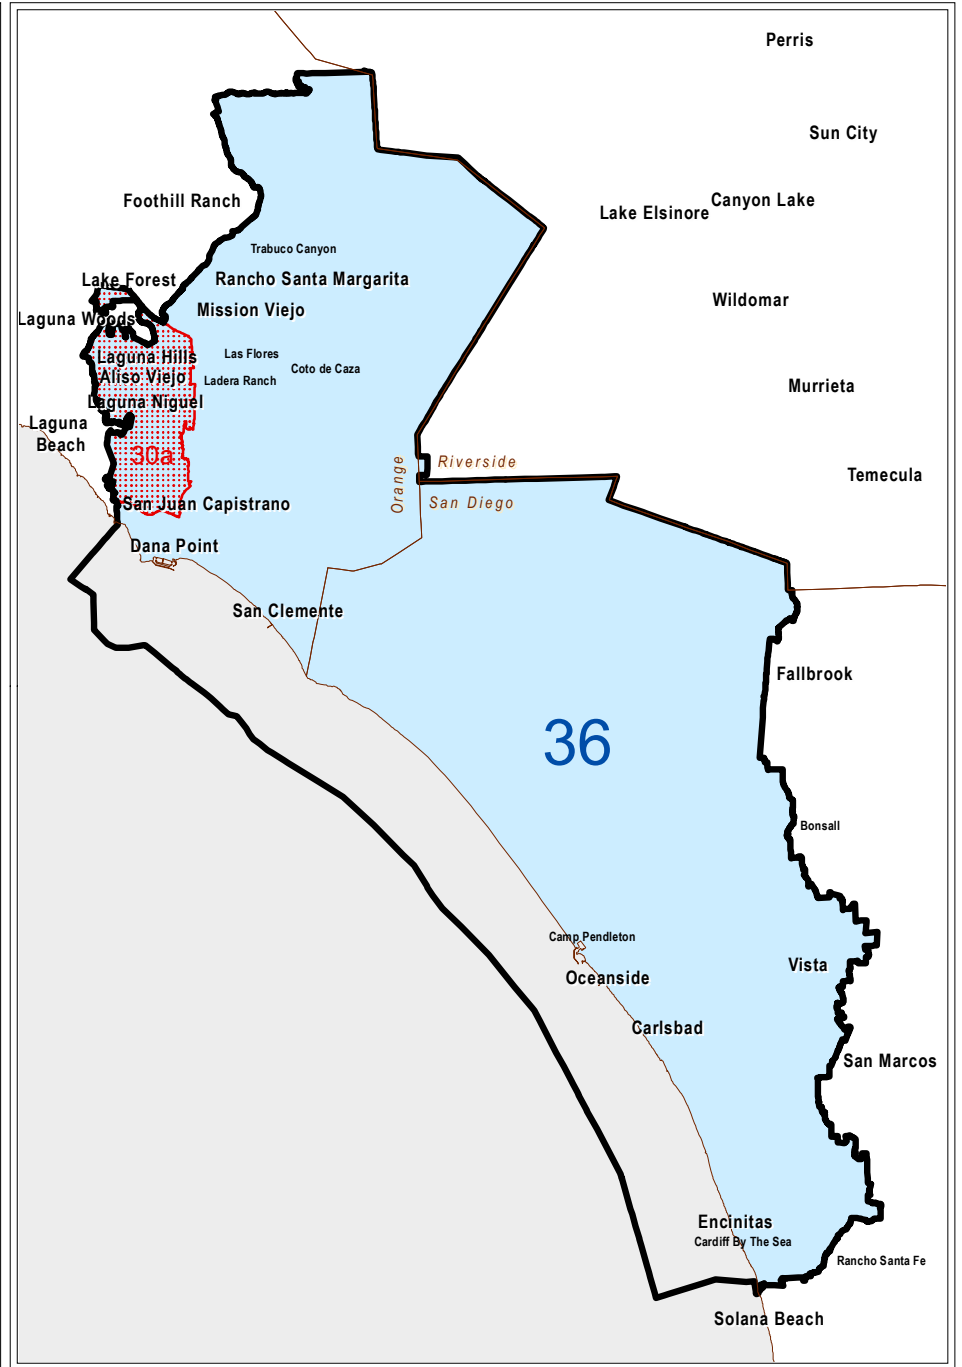 Perris
Sun City
Foothill Ranch
Canyon Lake
Lake Elsinore
Trabuco Canyon
Lake Forest
Rancho Santa Margarita
Wildomar
Mission Viejo
Laguna Woods
Las Flores
Laguna Hills
Coto de Caza
Aliso Viejo
Ladera Ranch
Murrieta
Laguna Niguel
Laguna
Beach
30a
Orange
Riverside
Temecula
San Diego
San Juan Capistrano
Dana Point
San Clemente
Fallbrook
36
Bonsall
Camp Pendleton
Vista
Oceanside
Carlsbad
San Marcos
Encinitas
Cardiff By The Sea
Rancho Santa Fe
Solana Beach